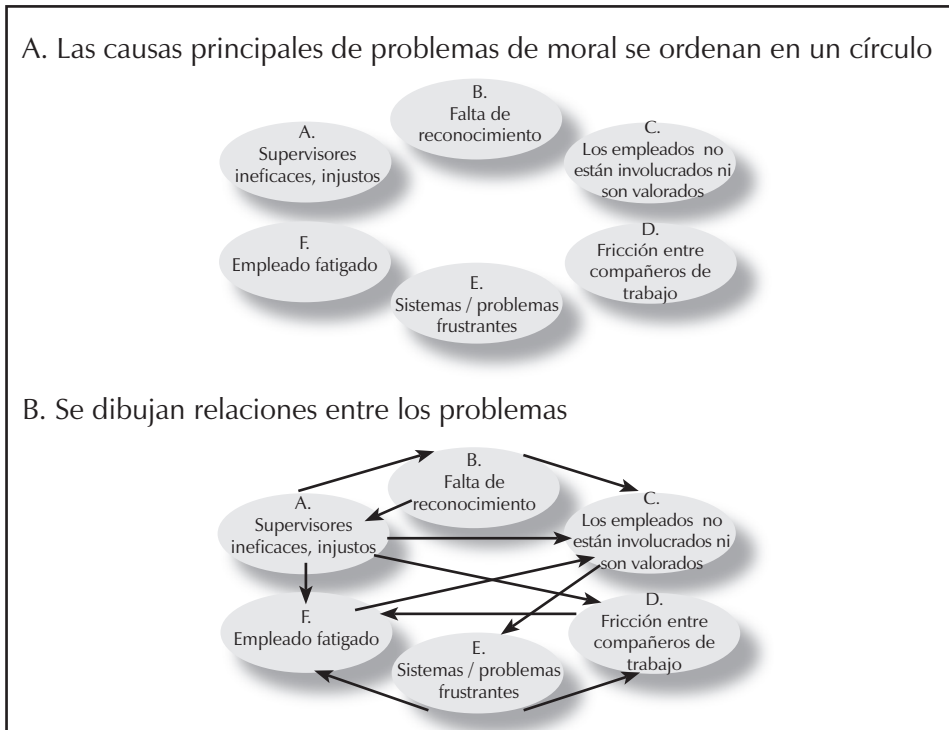 A. Las causas principales de problemas de moral se ordenan en un círculo
B.
Falta de
reconocimiento
A.
Supervisores
ineficaces, injustos
C.
Los empleados no
están involucrados ni
son valorados
F.
Empleado fatigado
D.
Fricción entre
compañeros de
trabajo
E.
Sistemas / problemas
frustrantes
B. Se dibujan relaciones entre los problemas
B.
Falta de
reconocimiento
A.
Supervisores
ineficaces, injustos
C.
Los empleados no
están involucrados ni
son valorados
F.
Empleado fatigado
D.
Fricción entre
compañeros de
trabajo
E.
Sistemas / problemas
frustrantes